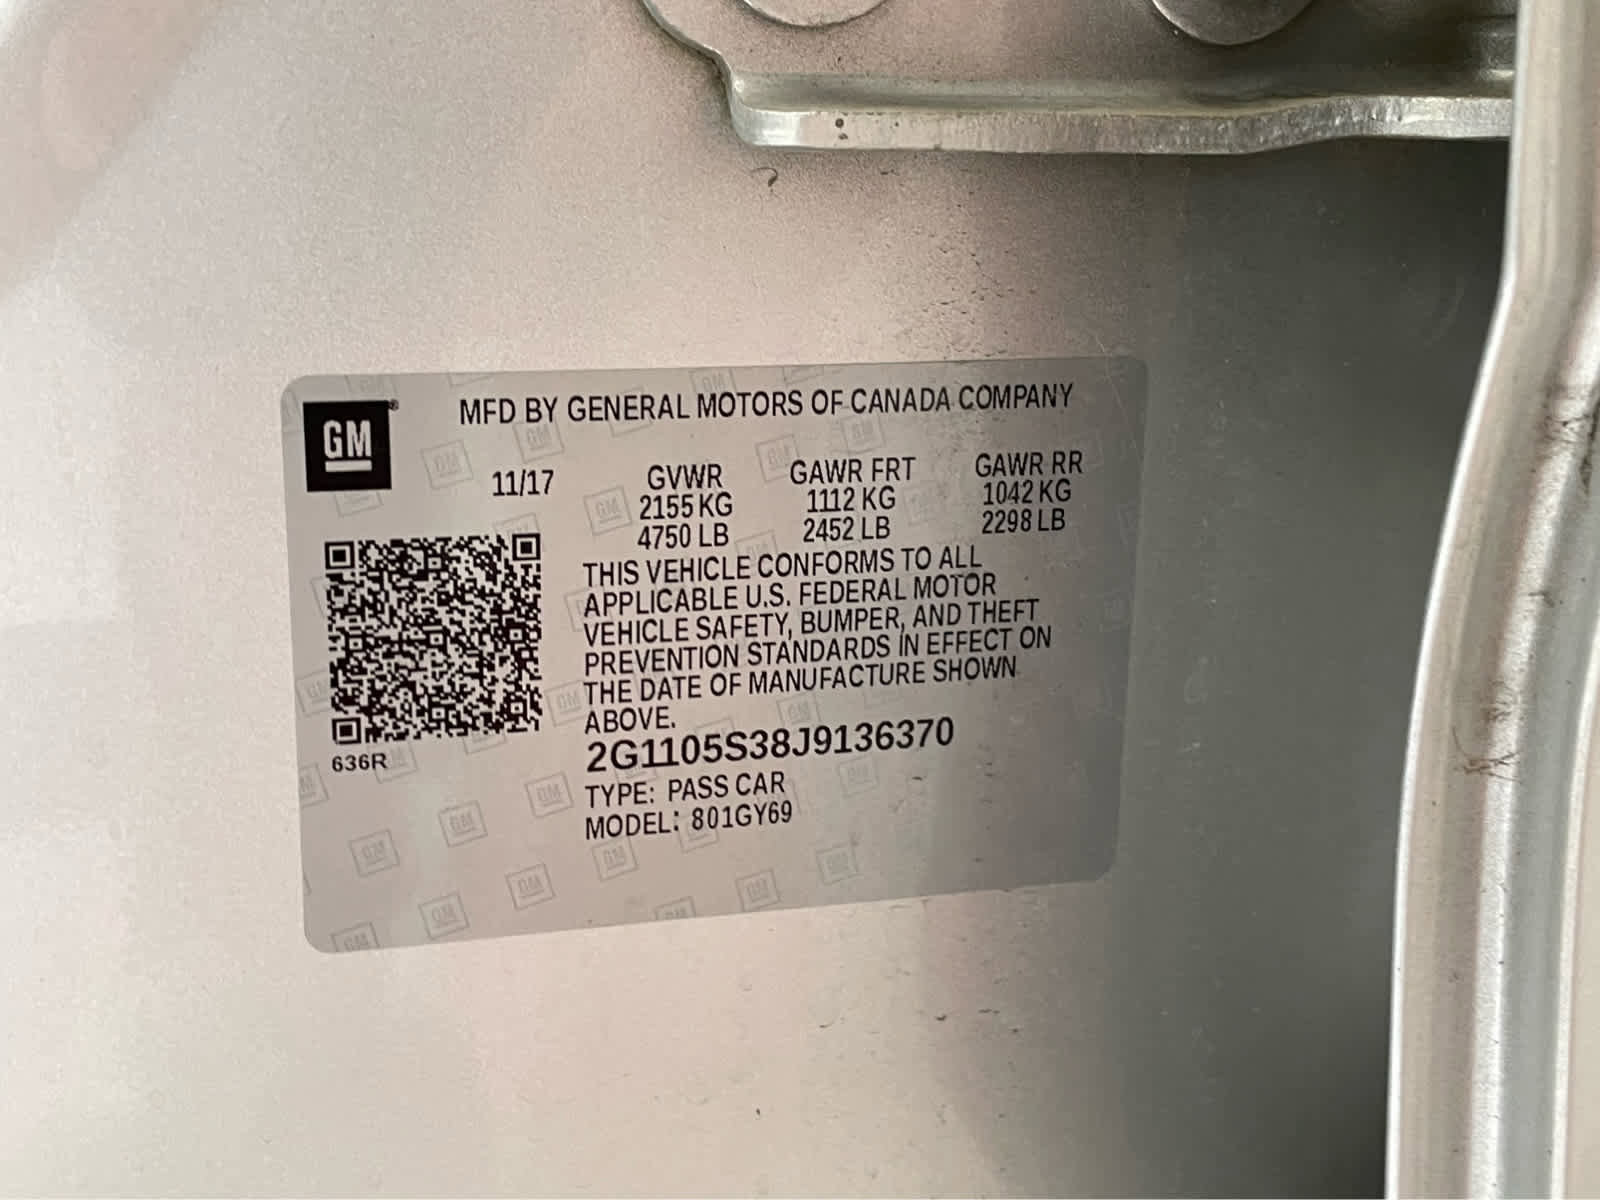 GM
MFD BY GENERAL MOTORS OF CANADA COMPANY
11/17 GVWR GAWR FRT GAWR RR
2155 KG 1112 KG 1042 KG
4750 LB 2452 LB 2298 LB
THIS VEHICLE CONFORMS TO ALL
APPLICABLE U.S. FEDERAL MOTOR
VEHICLE SAFETY, BUMPER, AND THEFT
PREVENTION STANDARDS IN EFFECT ON
THE DATE OF MANUFACTURE SHOWN
ABOVE.
636R
2G1105S38J9136370
TYPE: PASS CAR
MODEL: 801GY69